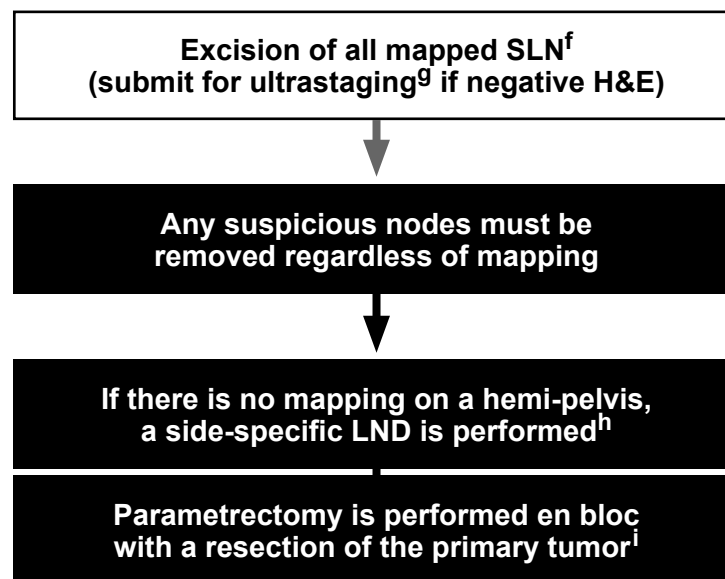 Excision of all mapped SLNᶠ
(submit for ultrastagingᵍ if negative H&E)
Any suspicious nodes must be
removed regardless of mapping
If there is no mapping on a hemi-pelvis,
a side-specific LND is performedʰ
Parametrectomy is performed en bloc
with a resection of the primary tumorⁱ